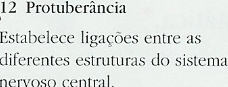 12 Protuberância
Estabelece ligações entre as
diferentes estruturas do sistema
nervoso central.